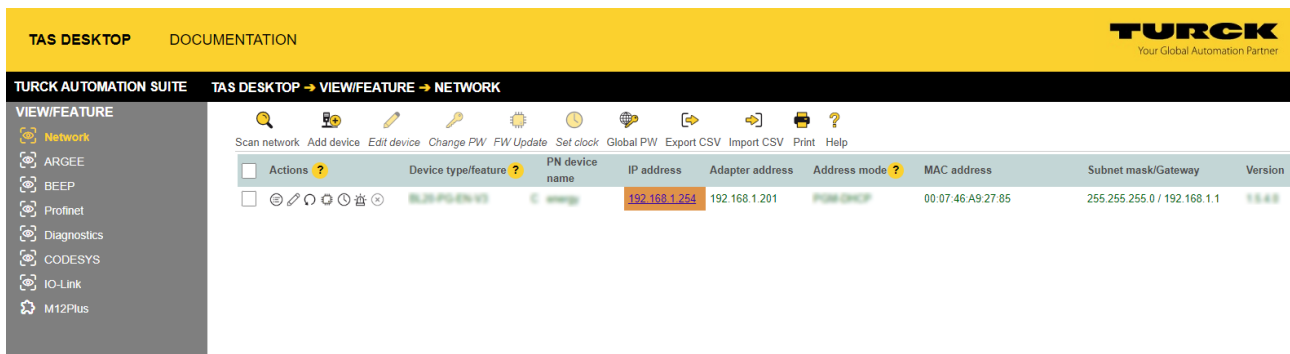 TAS DESKTOP DOCUMENTATION
TURCK
Your Global Automation Partner
TURCK AUTOMATION SUITE TAS DESKTOP ➔ VIEW/FEATURE ➔ NETWORK
VIEW/FEATURE
Network
ARGEE
BEEP
Profinet
Diagnostics
CODESYS
IO-Link
M12Plus
Scan network Add device Edit device Change PW FW Update Set clock Global PW Export CSV Import CSV Print Help
Actions ? Device type/feature ? PN device name IP address Adapter address Address mode ? MAC address Subnet mask/Gateway Version
192.168.1.254 192.168.1.201 00:07:46:A9:27:85 255.255.255.0 / 192.168.1.1